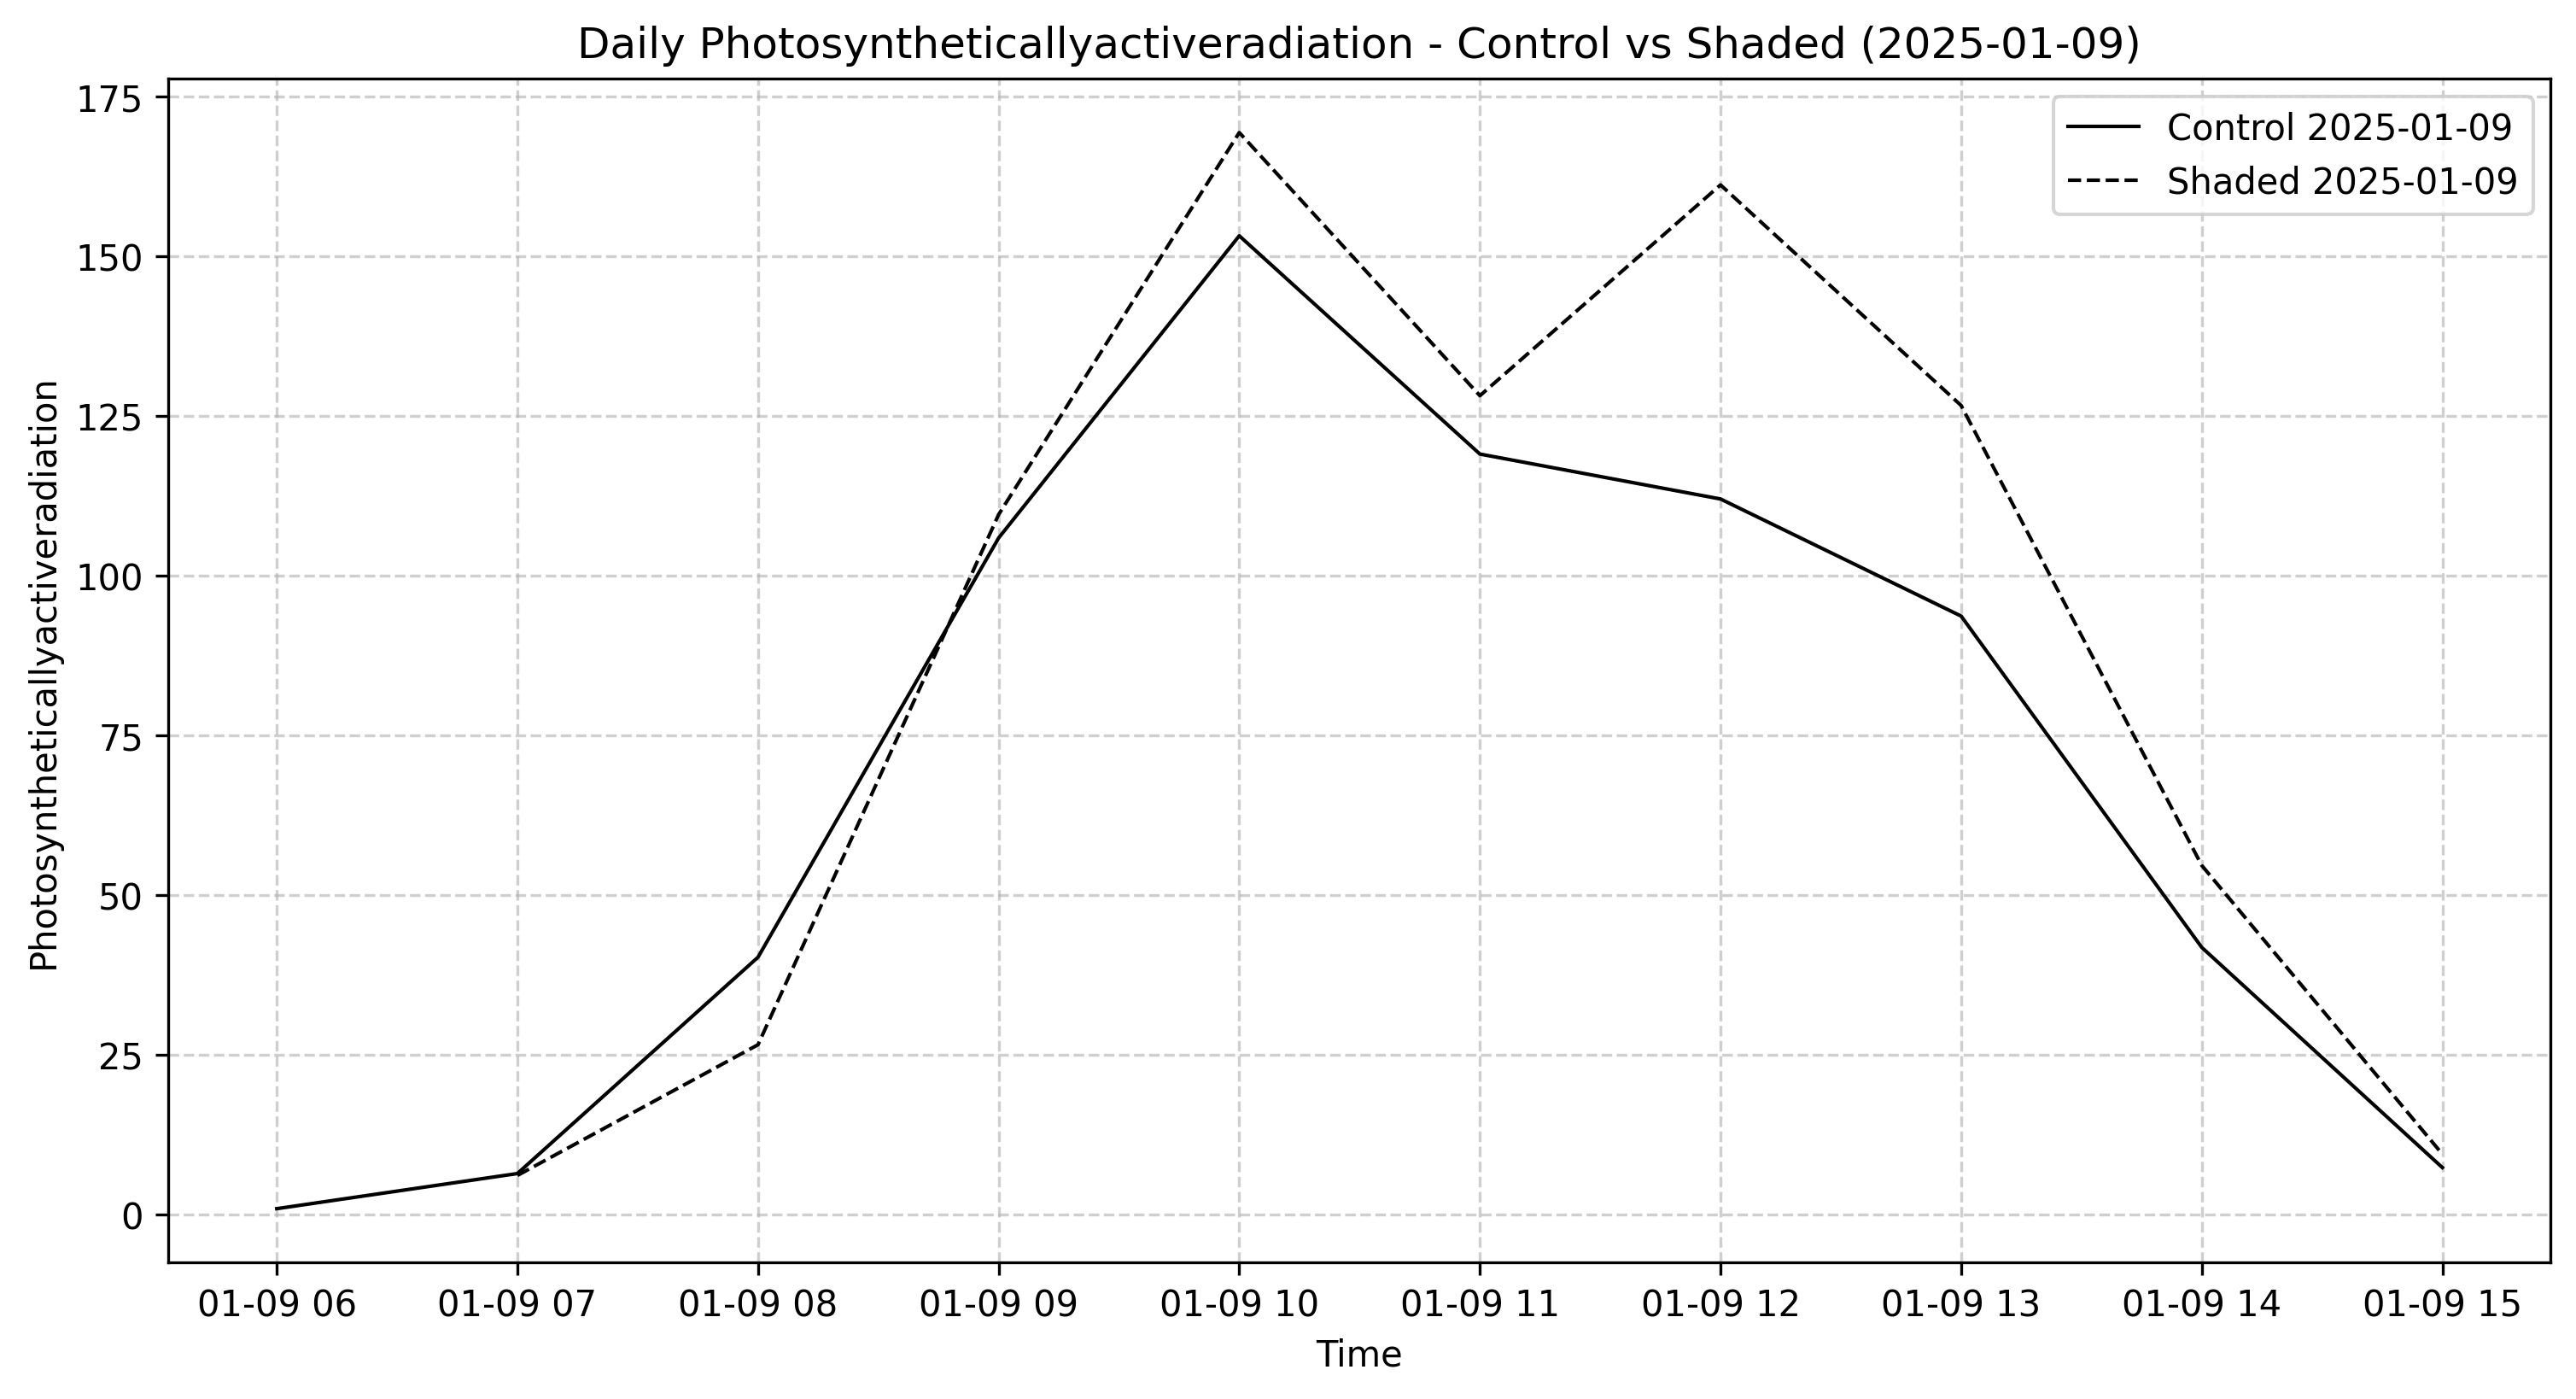 Daily Photosyntheticallyactiveradiation - Control vs Shaded (2025-01-09)
Control 2025-01-09
Shaded 2025-01-09
Photosyntheticallyactiveradiation
175
150
125
100
75
50
25
0
01-09 06 01-09 07 01-09 08 01-09 09 01-09 10 01-09 11 01-09 12 01-09 13 01-09 14 01-09 15
Time